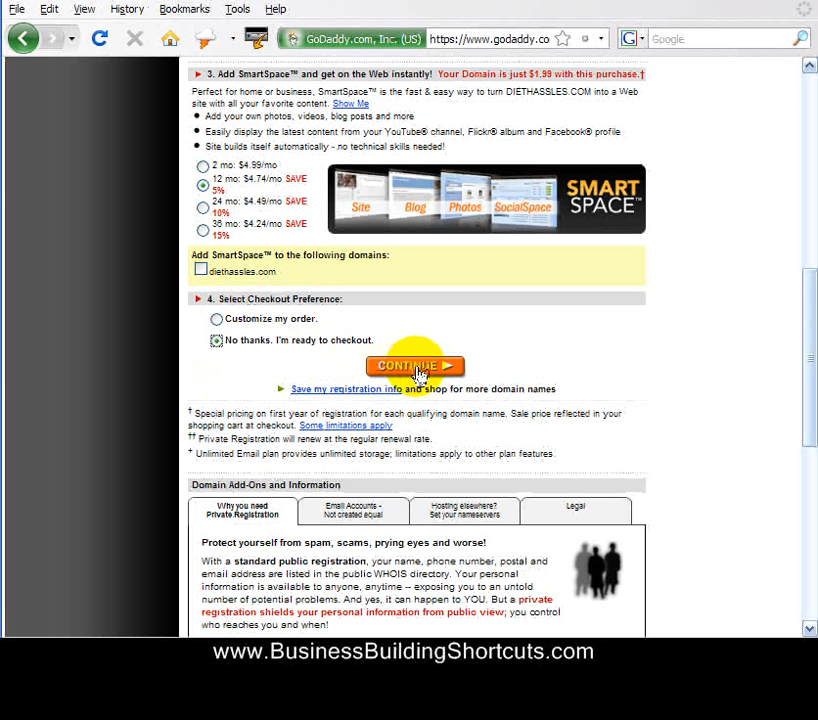 File Edit View History Bookmarks Tools Help
GoDaddy.com, Inc. (US) https://www.godaddy.co G Google
3. Add SmartSpace™ and get on the Web instantly! Your Domain is just $1.99 with this purchase.†
Perfect for home or business, SmartSpace™ is the fast & easy way to turn DIETHASSLES.COM into a Web
site with all your favorite content. Show Me
Add your own photos, videos, blog posts and more
Easily display the latest content from your YouTube® channel, Flickr® album and Facebook® profile
Site builds itself automatically - no technical skills needed!
2 mo: $4.99/mo
12 mo: $4.74/mo SAVE
5%
24 mo: $4.49/mo SAVE
10%
36 mo: $4.24/mo SAVE
15%
Site Blog Photos SocialSpace
SMART
SPACE™
Add SmartSpace™ to the following domains:
diethassles.com
4. Select Checkout Preference:
Customize my order.
No thanks. I'm ready to checkout.
CONTINUE
Save my registration info and shop for more domain names
† Special pricing on first year of registration for each qualifying domain name. Sale price reflected in your
shopping cart at checkout. Some limitations apply
†† Private Registration will renew at the regular renewal rate.
+ Unlimited Email plan provides unlimited storage; limitations apply to other plan features.
Domain Add-Ons and Information
Why you need
Private Registration
Email Accounts -
Not created equal
Hosting elsewhere?
Set your nameservers
Legal
Protect yourself from spam, scams, prying eyes and worse!
With a standard public registration, your name, phone number, postal and
email address are listed in the public WHOIS directory. Your personal
information is available to anyone, anytime -- exposing you to an untold
number of potential problems. And yes, it can happen to YOU. But a private
registration shields your personal information from public view; you control
who reaches you and when!
www.BusinessBuildingShortcuts.com